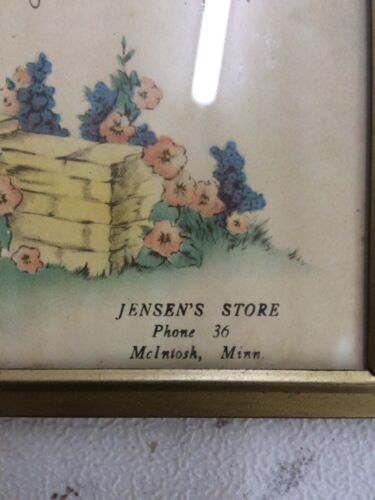 JENSEN'S STORE
Phone 36
McIntosh, Minn.